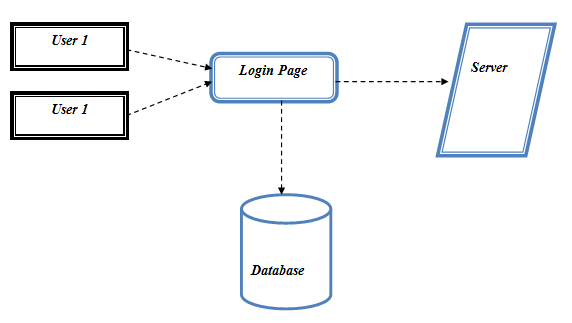 User 1
Login Page
Server
User 1
Database